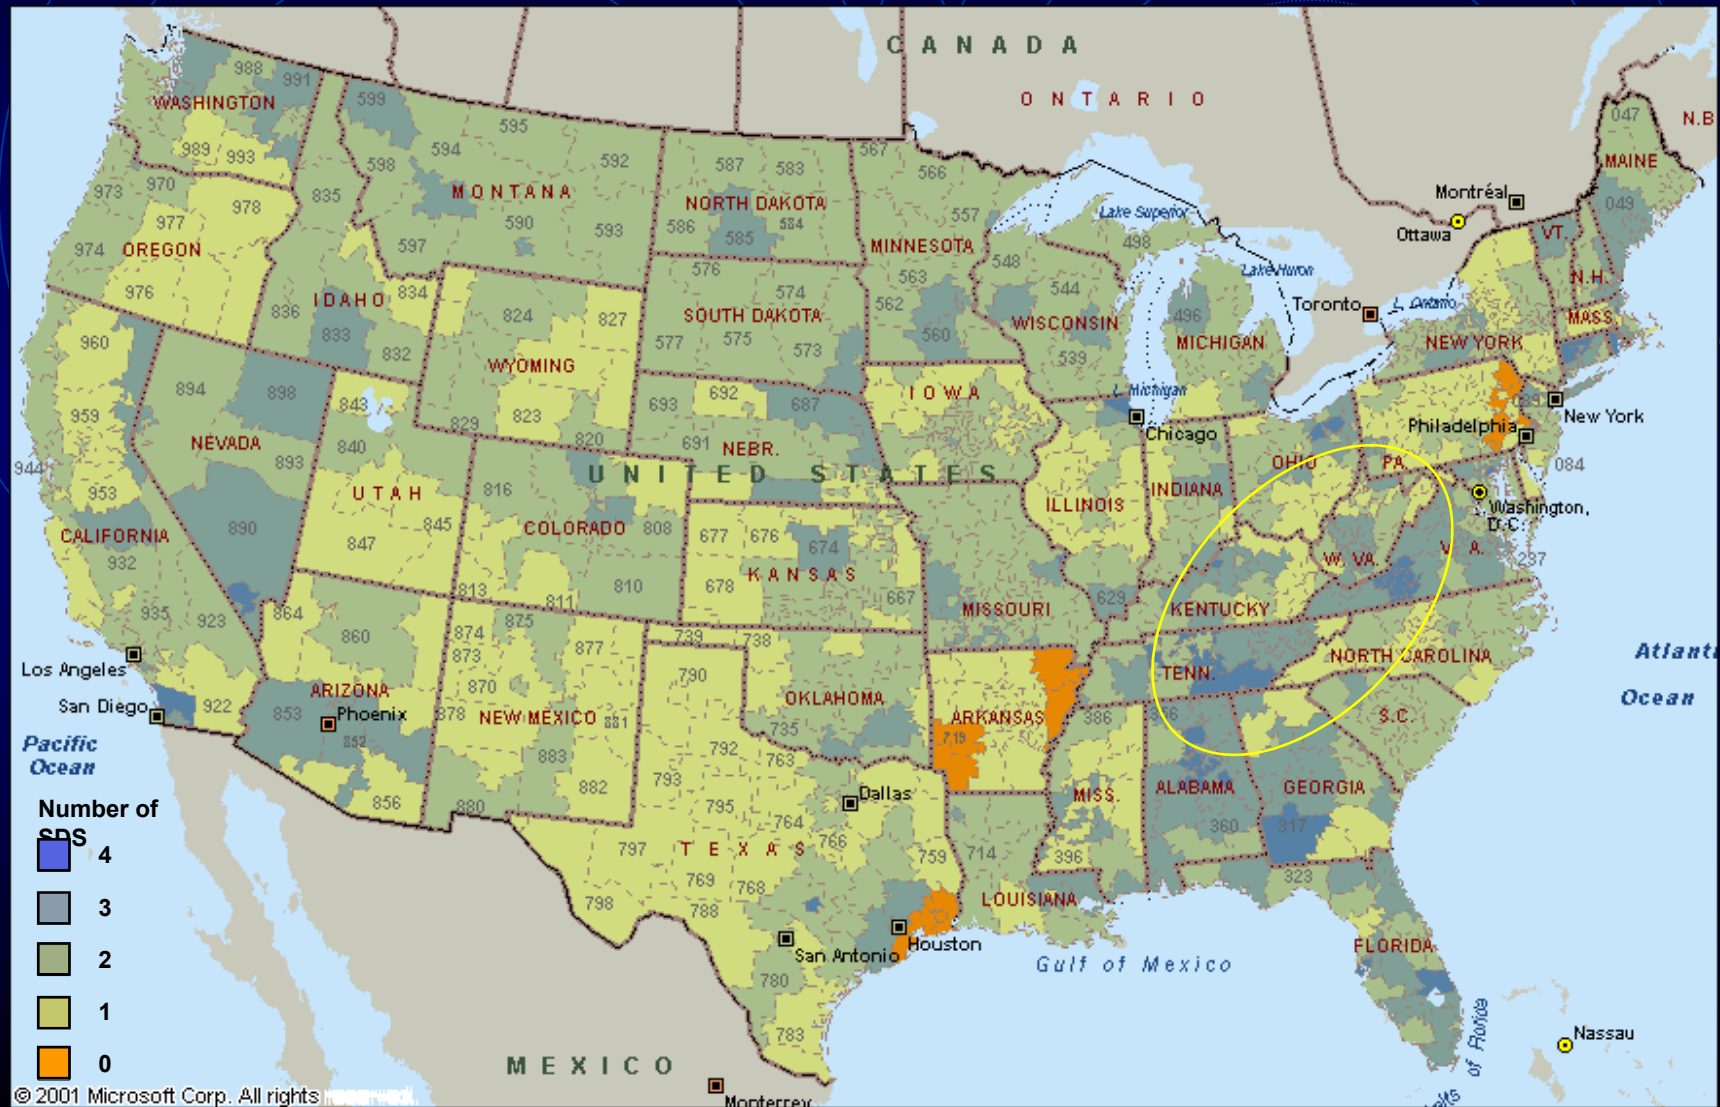 CANADA
ONTARIO
N.B
047
988
991
WASHINGTON
599
595
594
989
993
598
592
587
583
567
566
MAINE
973
970
835
MONTANA
NORTH DAKOTA
Montréal
049
978
977
590
593
586
584
585
557
Lake Superior
Ottawa
VT.
974
OREGON
597
MINNESOTA
498
548
576
563
Lake Huron
N.H.
976
IDAHO
834
574
562
544
Toronto
L. Ontario
836
824
827
SOUTH DAKOTA
WISCONSIN
496
MASS.
960
833
832
577
575
573
560
539
MICHIGAN
NEW YORK
WYOMING
894
898
843
693
692
687
IOWA
L. Michigan
089
New York
959
823
829
820
Chicago
Philadelphia
NEVADA
840
691
NEBR.
944
893
UNITED STATES
OHIO
PA.
084
953
UTAH
816
ILLINOIS
INDIANA
Washington,
D.C.
CALIFORNIA
890
845
COLORADO
808
677
676
674
847
V A.
W. VA.
237
932
KANSAS
813
811
810
678
667
MISSOURI
629
KENTUCKY
935
923
864
860
874
875
873
877
739
738
Los Angeles
790
TENN.
NORTH CAROLINA
Atlanti
Ocean
ARIZONA
870
OKLAHOMA
San Diego
922
853
Phoenix
878
NEW MEXICO
881
735
ARKANSAS
719
386
356
S.C.
Pacific
Ocean
852
883
792
763
793
882
856
880
795
Dallas
MISS.
ALABAMA
GEORGIA
764
766
360
317
797
TEXAS
759
714
396
769
768
323
798
788
LOUISIANA
Houston
San Antonio
FLORIDA
Gulf of Mexico
780
783
of Florida
Nassau
MEXICO
Monterrey
Number of
SDS
4
3
2
1
0
© 2001 Microsoft Corp. All rights